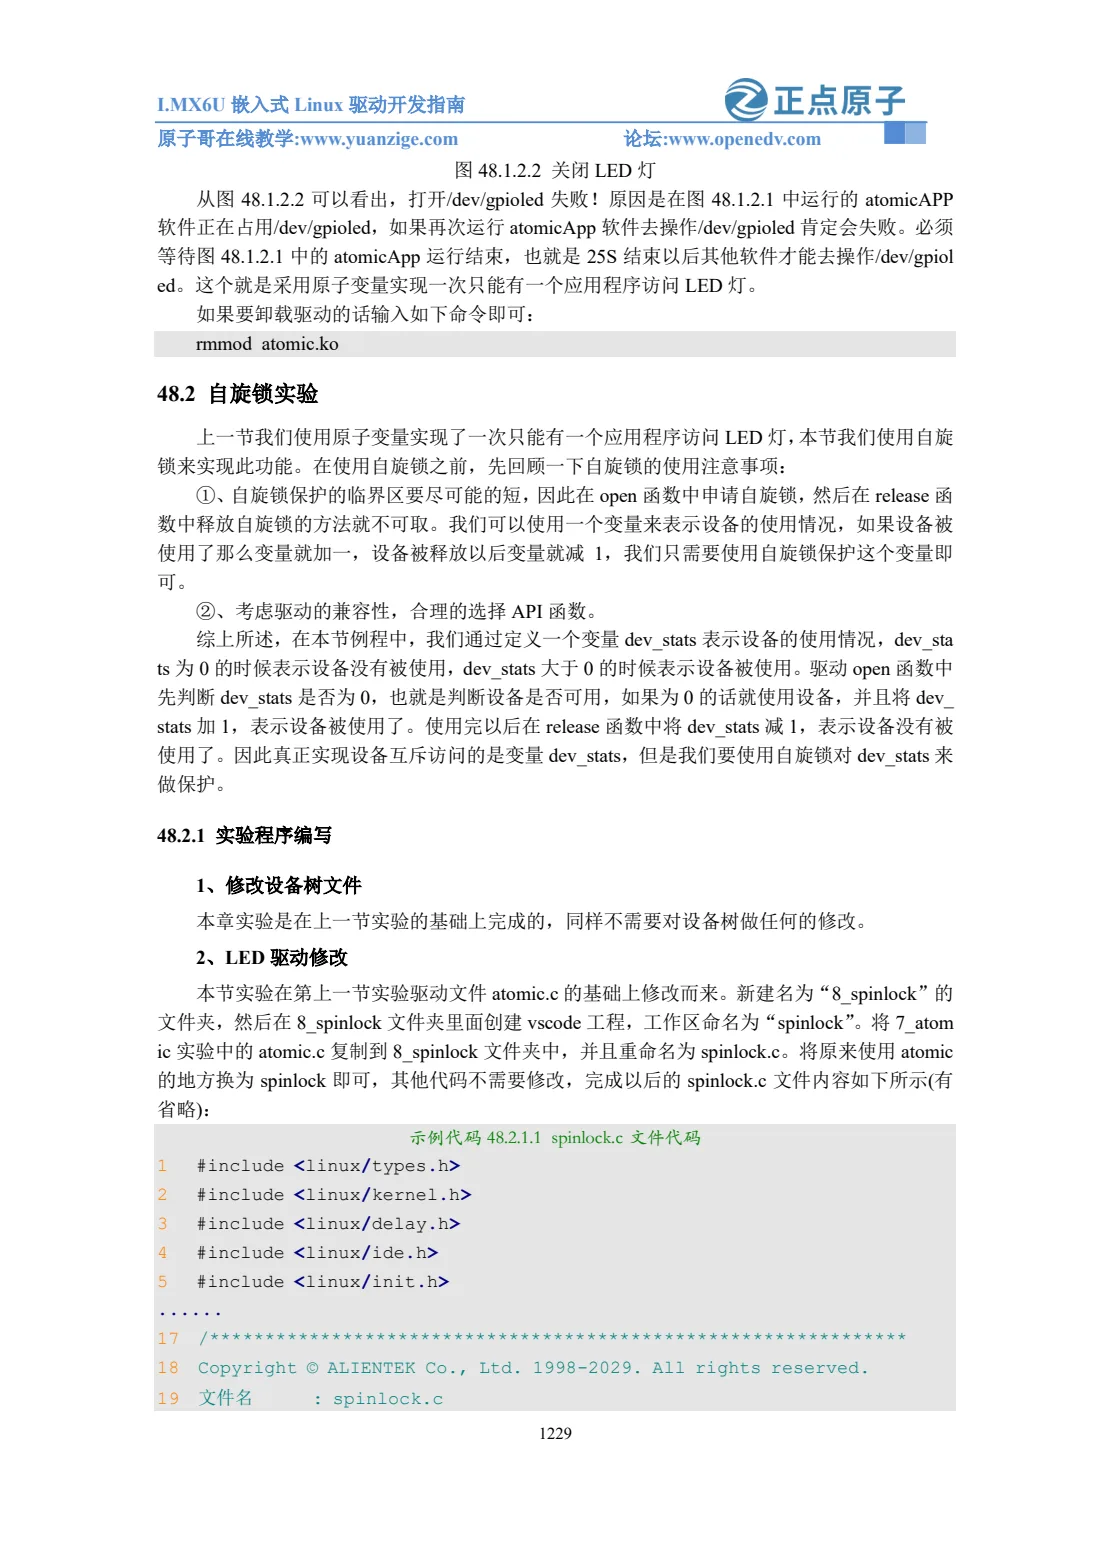 I.MX6U 嵌入式 Linux 驱动开发指南
正点原子
原子哥在线教学:www.yuanzige.com 论坛:www.openedv.com
图 48.1.2.2 关闭 LED 灯
从图 48.1.2.2 可以看出，打开/dev/gpioled 失败！原因是在图 48.1.2.1 中运行的 atomicAPP
软件正在占用/dev/gpioled，如果再次运行 atomicApp 软件去操作/dev/gpioled 肯定会失败。必须
等待图 48.1.2.1 中的 atomicApp 运行结束，也就是 25S 结束以后其他软件才能去操作/dev/gpiol
ed。这个就是采用原子变量实现一次只能有一个应用程序访问 LED 灯。
如果要卸载驱动的话输入如下命令即可：
rmmod atomic.ko
48.2 自旋锁实验
上一节我们使用原子变量实现了一次只能有一个应用程序访问 LED 灯，本节我们使用自旋
锁来实现此功能。在使用自旋锁之前，先回顾一下自旋锁的使用注意事项：
①、自旋锁保护的临界区要尽可能的短，因此在 open 函数中申请自旋锁，然后在 release 函
数中释放自旋锁的方法就不可取。我们可以使用一个变量来表示设备的使用情况，如果设备被
使用了那么变量就加一，设备被释放以后变量就减 1，我们只需要使用自旋锁保护这个变量即
可。
②、考虑驱动的兼容性，合理的选择 API 函数。
综上所述，在本节例程中，我们通过定义一个变量 dev_stats 表示设备的使用情况，dev_sta
ts 为 0 的时候表示设备没有被使用，dev_stats 大于 0 的时候表示设备被使用。驱动 open 函数中
先判断 dev_stats 是否为 0，也就是判断设备是否可用，如果为 0 的话就使用设备，并且将 dev_
stats 加 1，表示设备被使用了。使用完以后在 release 函数中将 dev_stats 减 1，表示设备没有被
使用了。因此真正实现设备互斥访问的是变量 dev_stats，但是我们要使用自旋锁对 dev_stats 来
做保护。
48.2.1 实验程序编写
1、修改设备树文件
本章实验是在上一节实验的基础上完成的，同样不需要对设备树做任何的修改。
2、LED 驱动修改
本节实验在第上一节实验驱动文件 atomic.c 的基础上修改而来。新建名为“8_spinlock”的
文件夹，然后在 8_spinlock 文件夹里面创建 vscode 工程，工作区命名为“spinlock”。将 7_atom
ic 实验中的 atomic.c 复制到 8_spinlock 文件夹中，并且重命名为 spinlock.c。将原来使用 atomic
的地方换为 spinlock 即可，其他代码不需要修改，完成以后的 spinlock.c 文件内容如下所示(有
省略)：
示例代码 48.2.1.1 spinlock.c 文件代码
1 #include <linux/types.h>
2 #include <linux/kernel.h>
3 #include <linux/delay.h>
4 #include <linux/ide.h>
5 #include <linux/init.h>
......
17 /***************************************************************
18 Copyright © ALIENTEK Co., Ltd. 1998-2029. All rights reserved.
19 文件名 : spinlock.c
1229